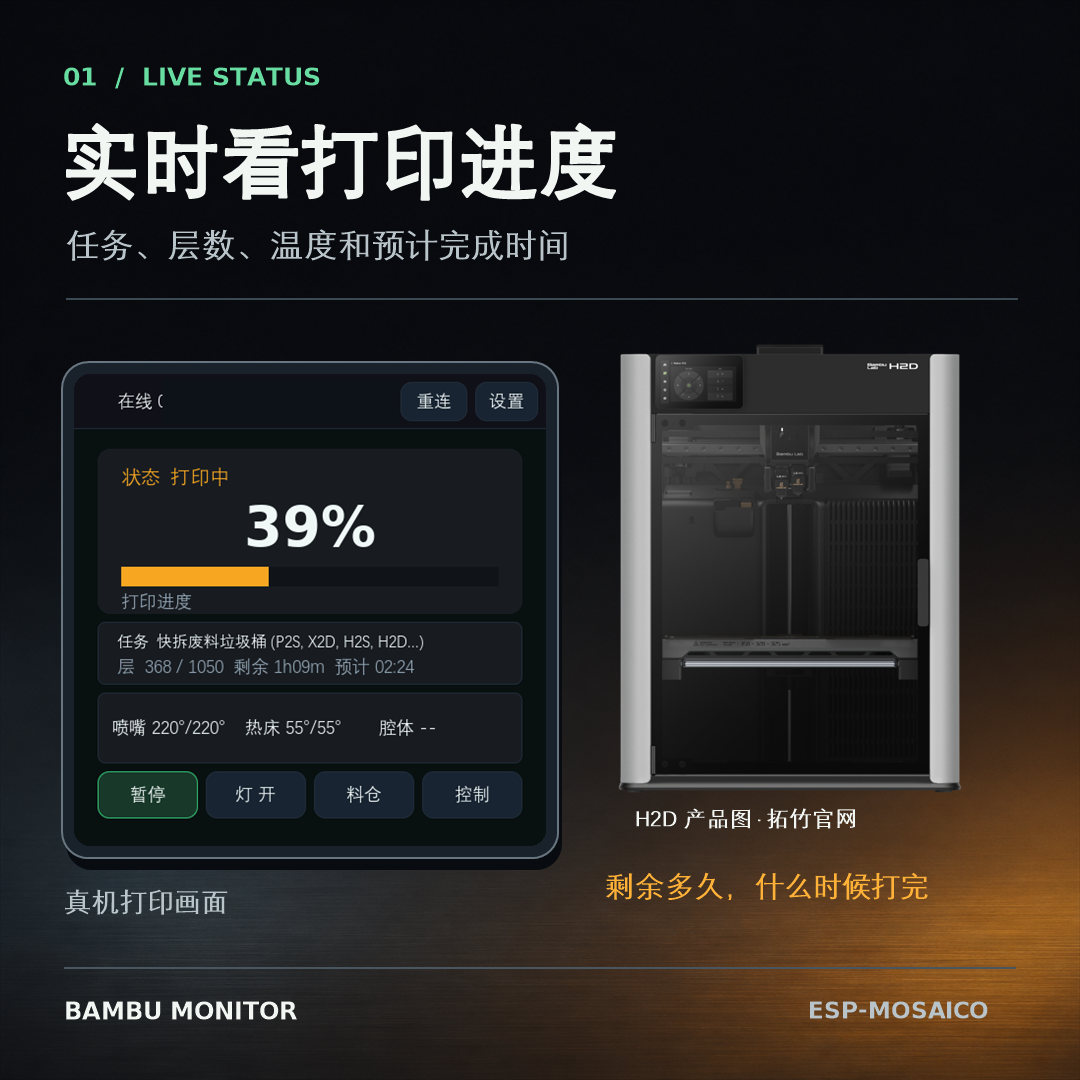 01 / LIVE STATUS
实时看打印进度
任务、层数、温度和预计完成时间
在线 (
重连
设置
状态 打印中
39%
打印进度
任务 快拆废料垃圾桶 (P2S, X2D, H2S, H2D...)
层 368 / 1050 剩余 1h09m 预计 02:24
喷嘴 220°/220° 热床 55°/55° 腔体 --
暂停
灯 开
料仓
控制
真机打印画面
Bambu Lab H2D
Bambu Lab
H2D 产品图 · 拓竹官网
剩余多久，什么时候打完
BAMBU MONITOR
ESP-MOSAICO